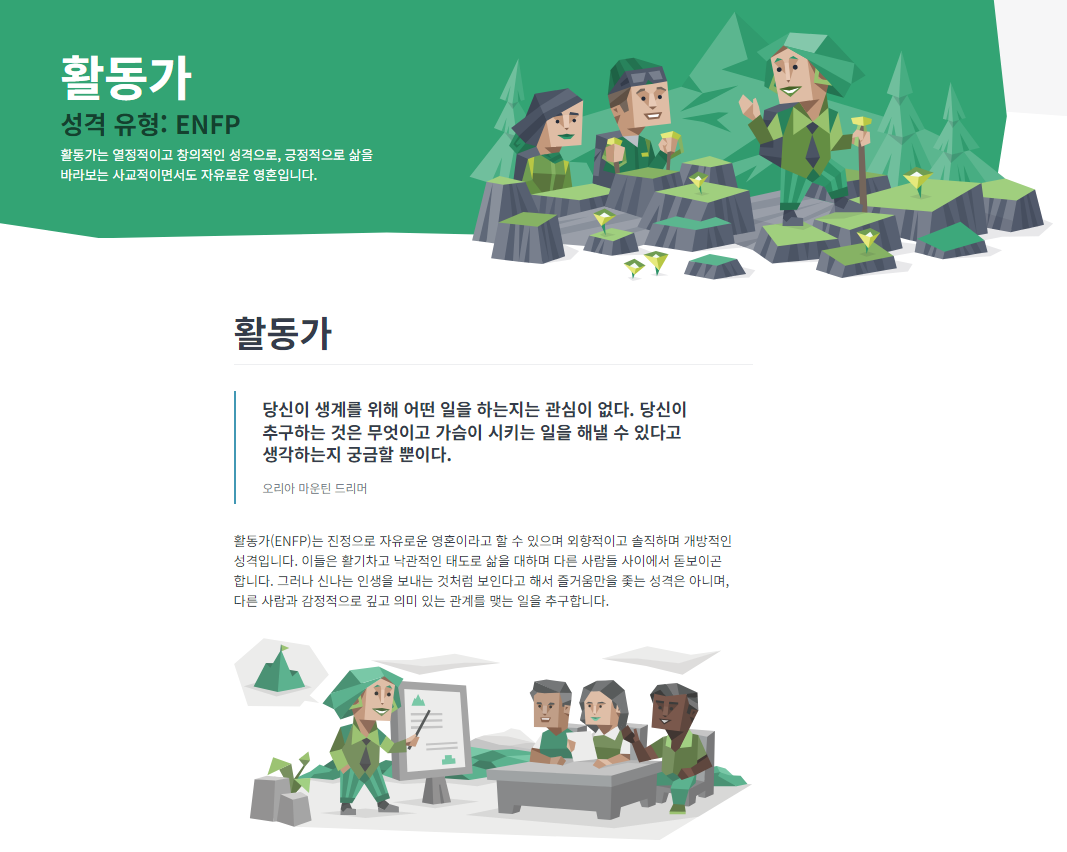 활동가
성격 유형: ENFP
활동가는 열정적이고 창의적인 성격으로, 긍정적으로 삶을
바라보는 사교적이면서도 자유로운 영혼입니다.
활동가
당신이 생계를 위해 어떤 일을 하는지는 관심이 없다. 당신이
추구하는 것은 무엇이고 가슴이 시키는 일을 해낼 수 있다고
생각하는지 궁금할 뿐이다.
오리아 마운틴 드리머
활동가(ENFP)는 진정으로 자유로운 영혼이라고 할 수 있으며 외향적이고 솔직하며 개방적인
성격입니다. 이들은 활기차고 낙관적인 태도로 삶을 대하며 다른 사람들 사이에서 돋보이곤
합니다. 그러나 신나는 인생을 보내는 것처럼 보인다고 해서 즐거움만을 좇는 성격은 아니며,
다른 사람과 감정적으로 깊고 의미 있는 관계를 맺는 일을 추구합니다.